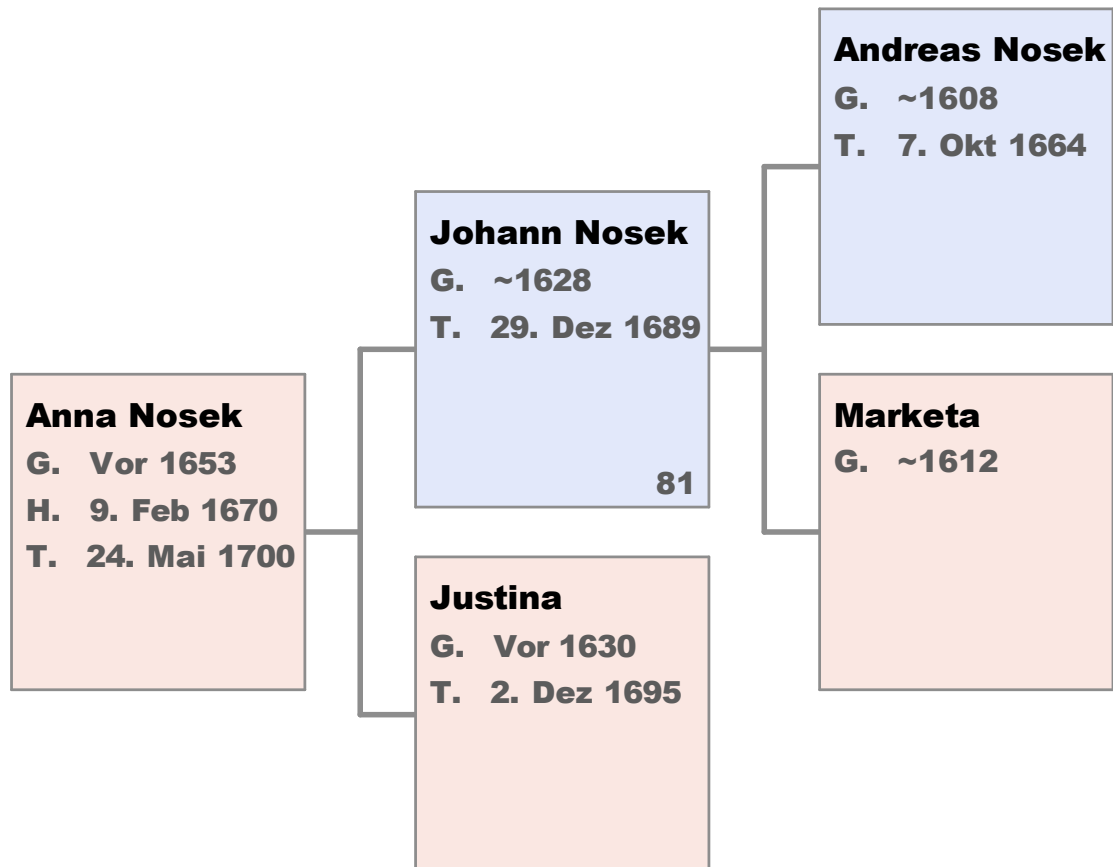 Andreas Nosek
G. ~1608
T. 7. Okt 1664
Johann Nosek
G. ~1628
T. 29. Dez 1689
81
Anna Nosek
G. Vor 1653
H. 9. Feb 1670
T. 24. Mai 1700
Marketa
G. ~1612
Justina
G. Vor 1630
T. 2. Dez 1695